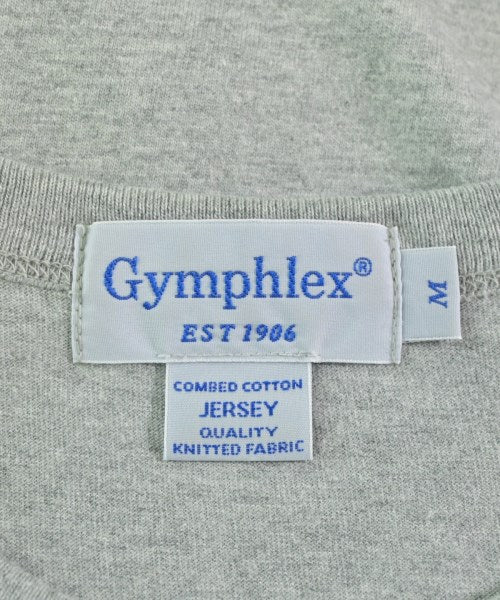 Gymphlex®
EST 1906
M
COMBED COTTON
JERSEY
QUALITY
KNITTED FABRIC